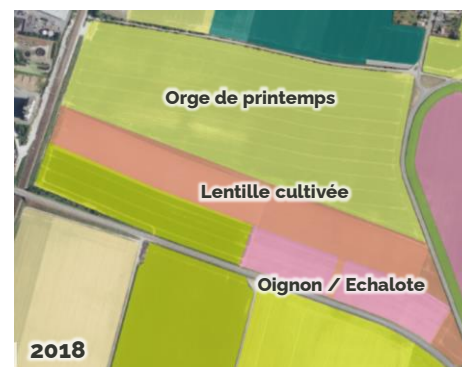 Orge de printemps
Lentille cultivée
Oignon / Echalote
2018